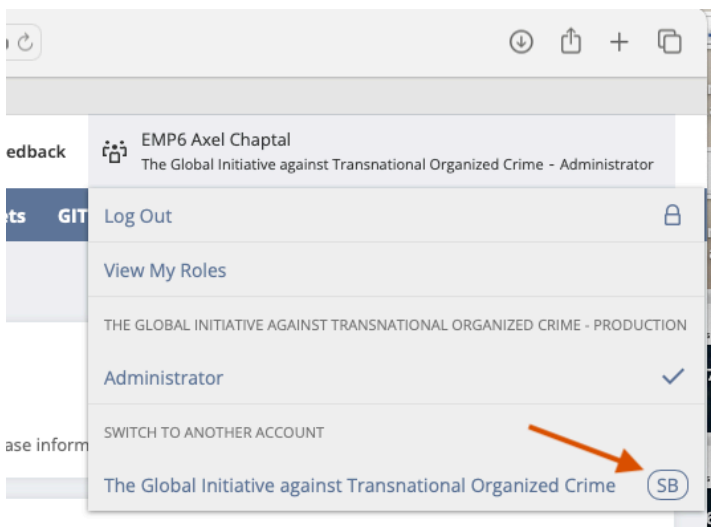 edback
EMP6 Axel Chaptal
The Global Initiative against Transnational Organized Crime - Administrator
ts GIT
Log Out
View My Roles
THE GLOBAL INITIATIVE AGAINST TRANSNATIONAL ORGANIZED CRIME - PRODUCTION
Administrator
SWITCH TO ANOTHER ACCOUNT
ase inform
The Global Initiative against Transnational Organized Crime SB